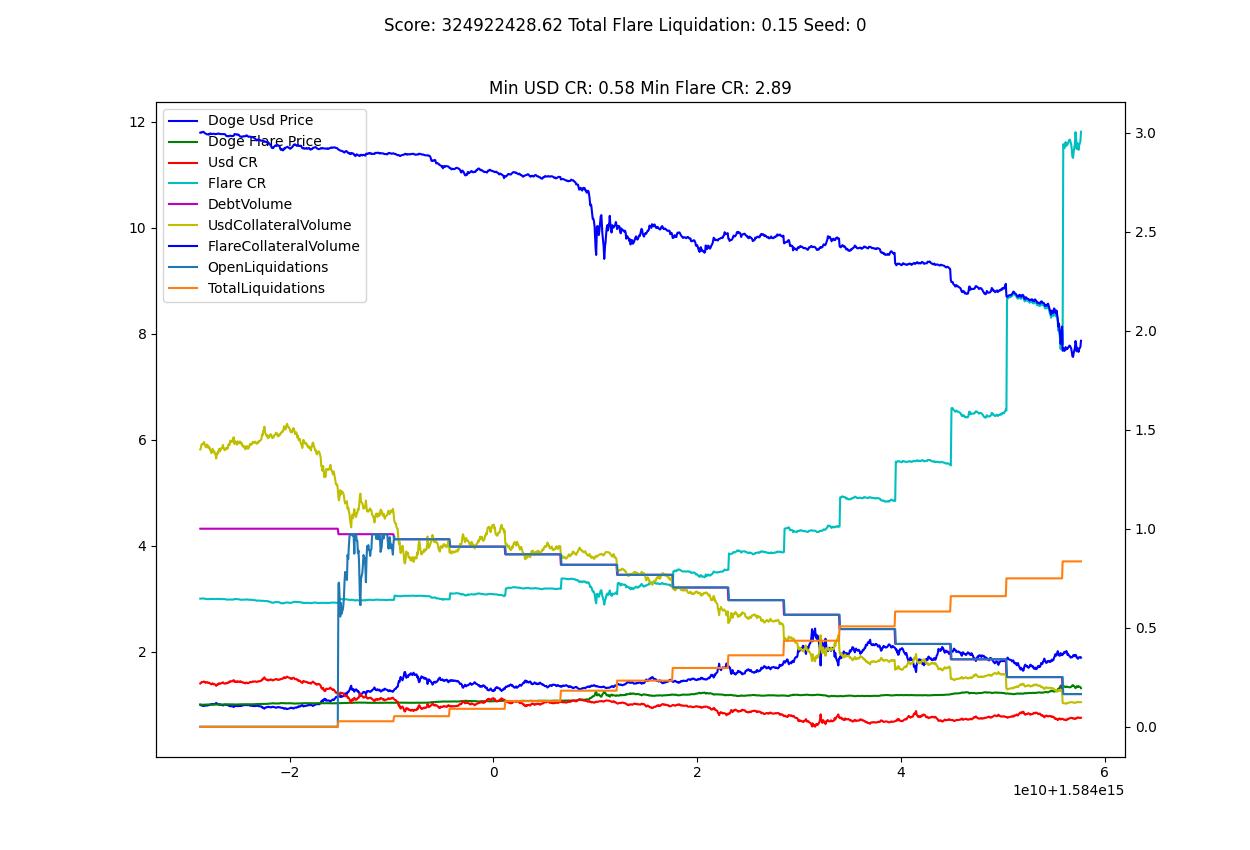 Score: 324922428.62 Total Flare Liquidation: 0.15 Seed: 0
Min USD CR: 0.58 Min Flare CR: 2.89
Doge Usd Price
Doge Flare Price
Usd CR
Flare CR
DebtVolume
UsdCollateralVolume
FlareCollateralVolume
OpenLiquidations
TotalLiquidations
12
10
8
6
4
2
3.0
2.5
2.0
1.5
1.0
0.5
0.0
−2
0
2
4
6
1e10+1.584e15